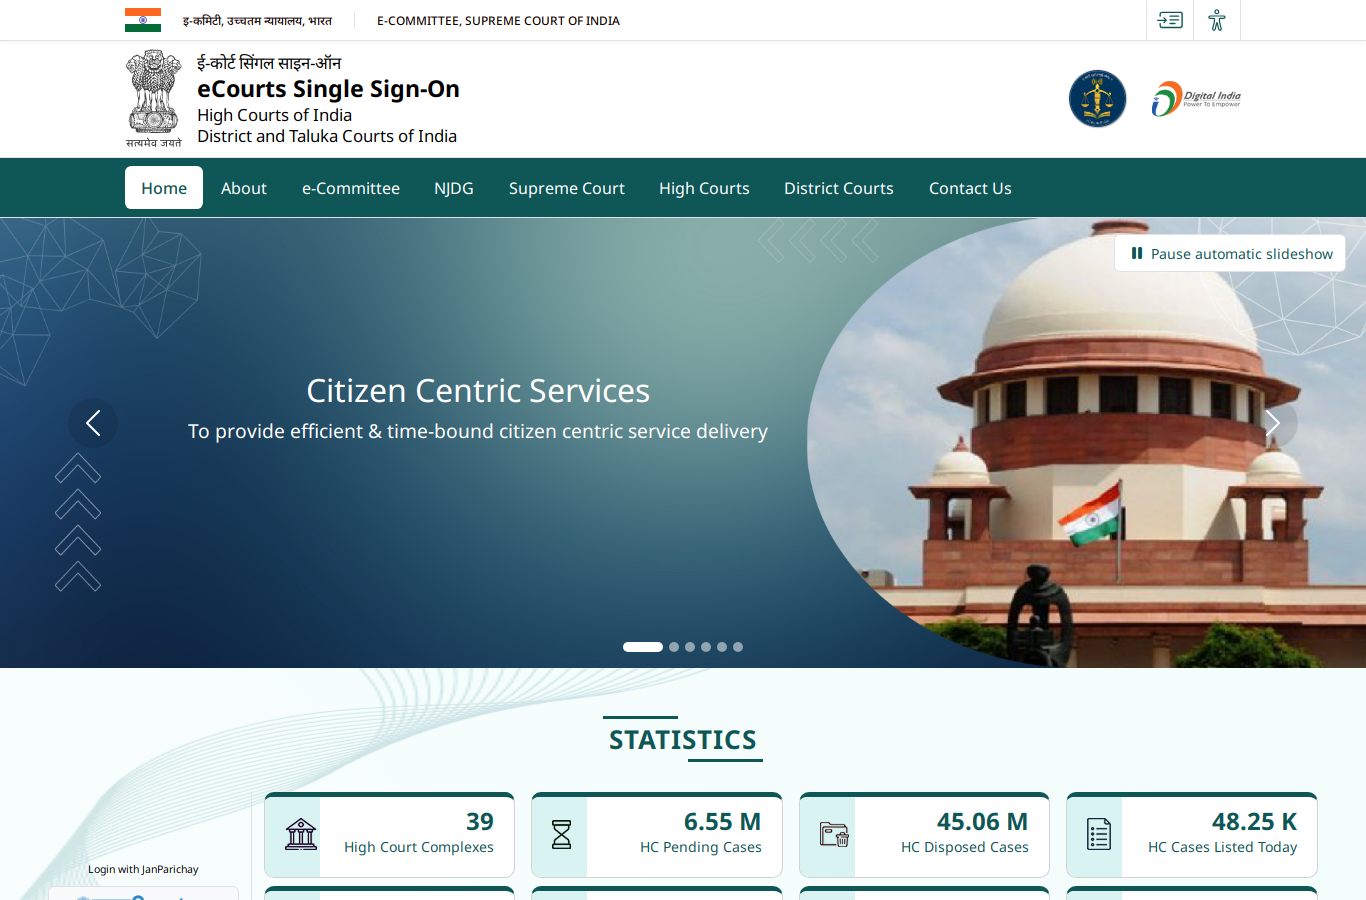 इ-कमिटी, उच्चतम न्यायालय, भारत
E-COMMITTEE, SUPREME COURT OF INDIA
ई-कोर्ट सिंगल साइन-ऑन
eCourts Single Sign-On
High Courts of India
District and Taluka Courts of India
सत्यमेव जयते
Digital India
Power To Empower
Home
About
e-Committee
NJDG
Supreme Court
High Courts
District Courts
Contact Us
Pause automatic slideshow
Citizen Centric Services
To provide efficient & time-bound citizen centric service delivery
STATISTICS
39
High Court Complexes
6.55 M
HC Pending Cases
45.06 M
HC Disposed Cases
48.25 K
HC Cases Listed Today
Login with JanParichay